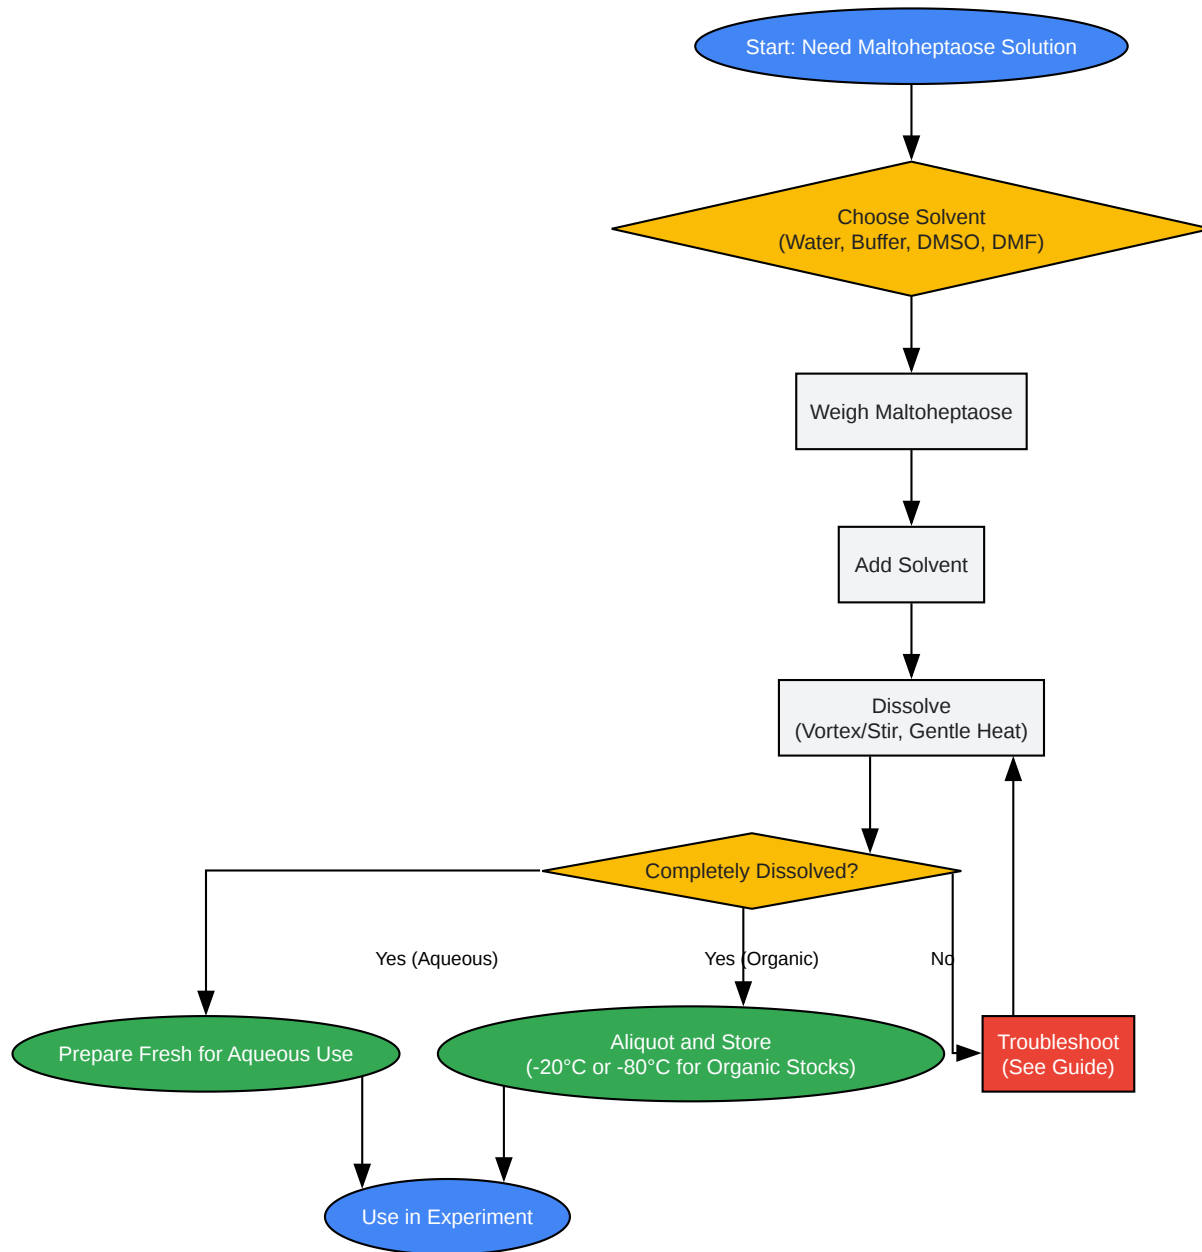 Start: Need Maltoheptaose Solution
Choose Solvent
(Water, Buffer, DMSO, DMF)
Weigh Maltoheptaose
Add Solvent
Dissolve
(Vortex/Stir, Gentle Heat)
Completely Dissolved?
Yes (Aqueous)
Yes (Organic)
No
Prepare Fresh for Aqueous Use
Aliquot and Store
(-20°C or -80°C for Organic Stocks)
Troubleshoot
(See Guide)
Use in Experiment